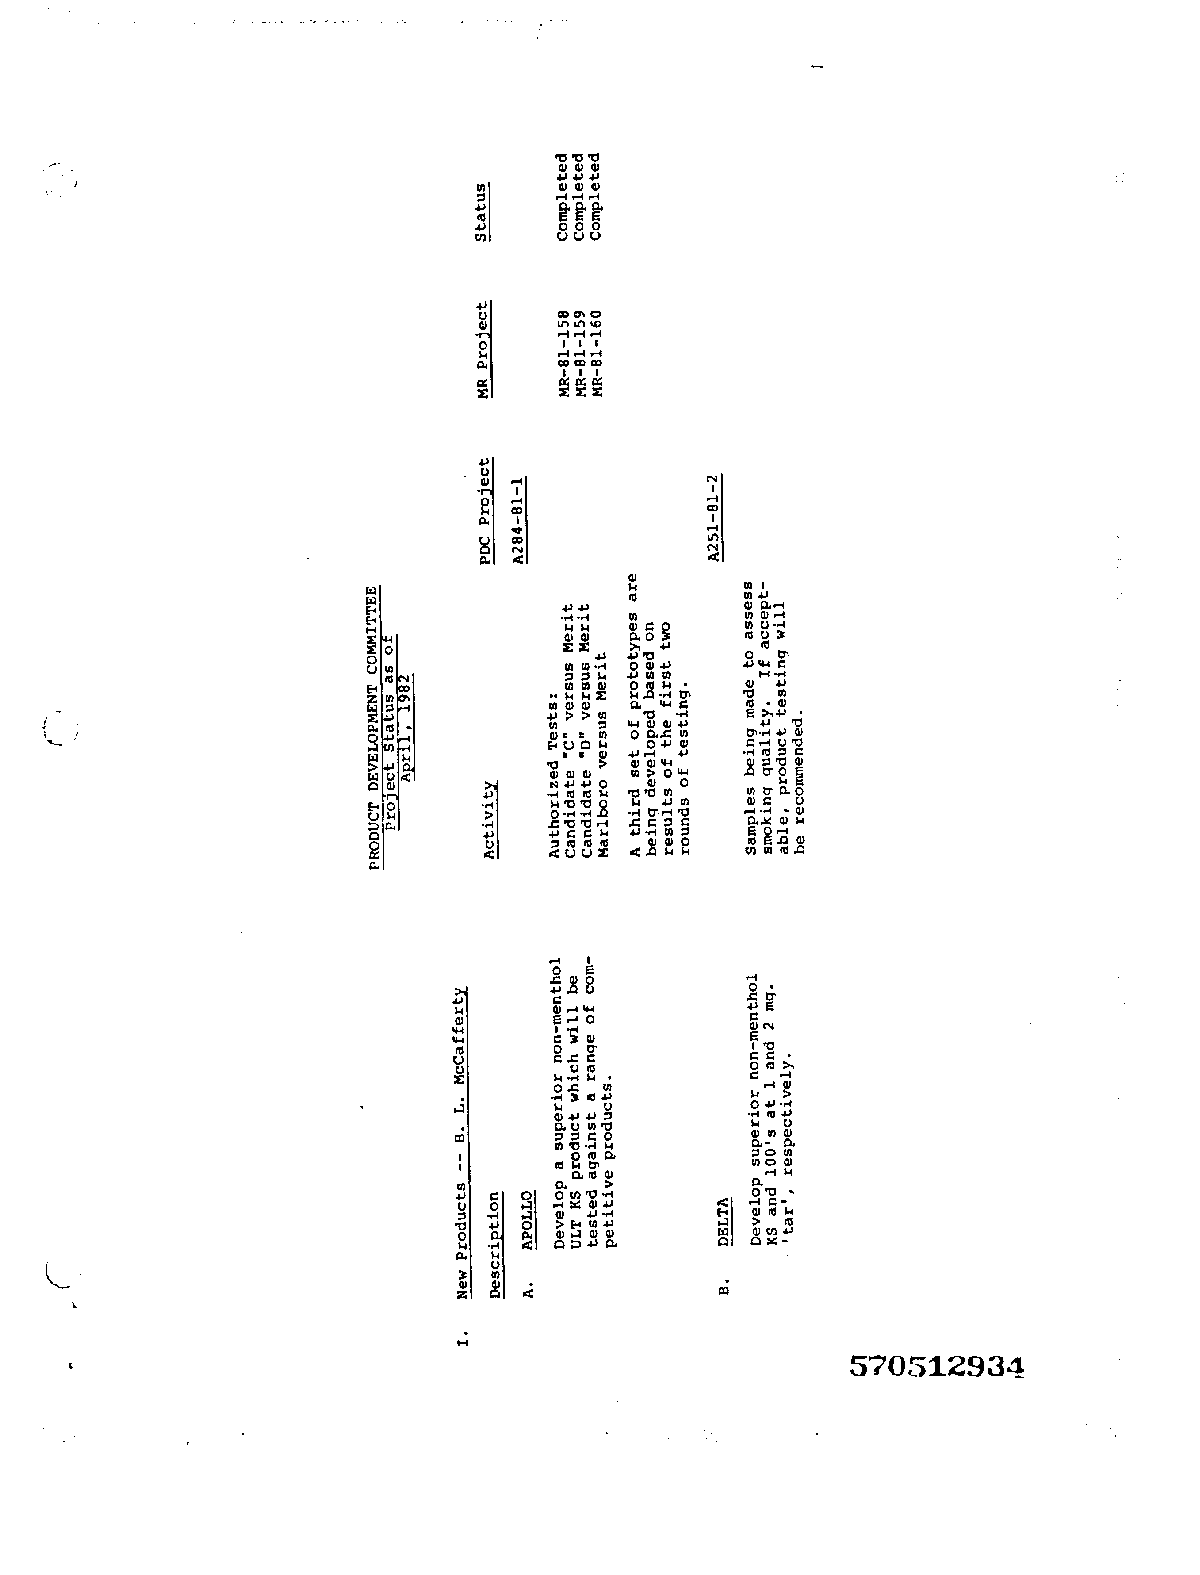 PRODUCT DEVELOPMENT COMMITTEE
Project Status as of
April, 1982
I. New Products -- B. L. McCafferty
Description Activity PDC Project MR Project Status
A. APOLLO A284-81-1
Develop a superior non-menthol Authorized Tests:
ULT KS product which will be Candidate "C" versus Merit MR-81-158 Completed
tested against a range of com- Candidate "D" versus Merit MR-81-159 Completed
petitive products. Marlboro versus Merit MR-81-160 Completed
A third set of prototypes are
being developed based on
results of the first two
rounds of testing.
B. DELTA A251-81-2
Develop superior non-menthol Samples being made to assess
KS and 100's at 1 and 2 mg. smoking quality. If accept-
'tar', respectively. able, product testing will
be recommended.
570512934